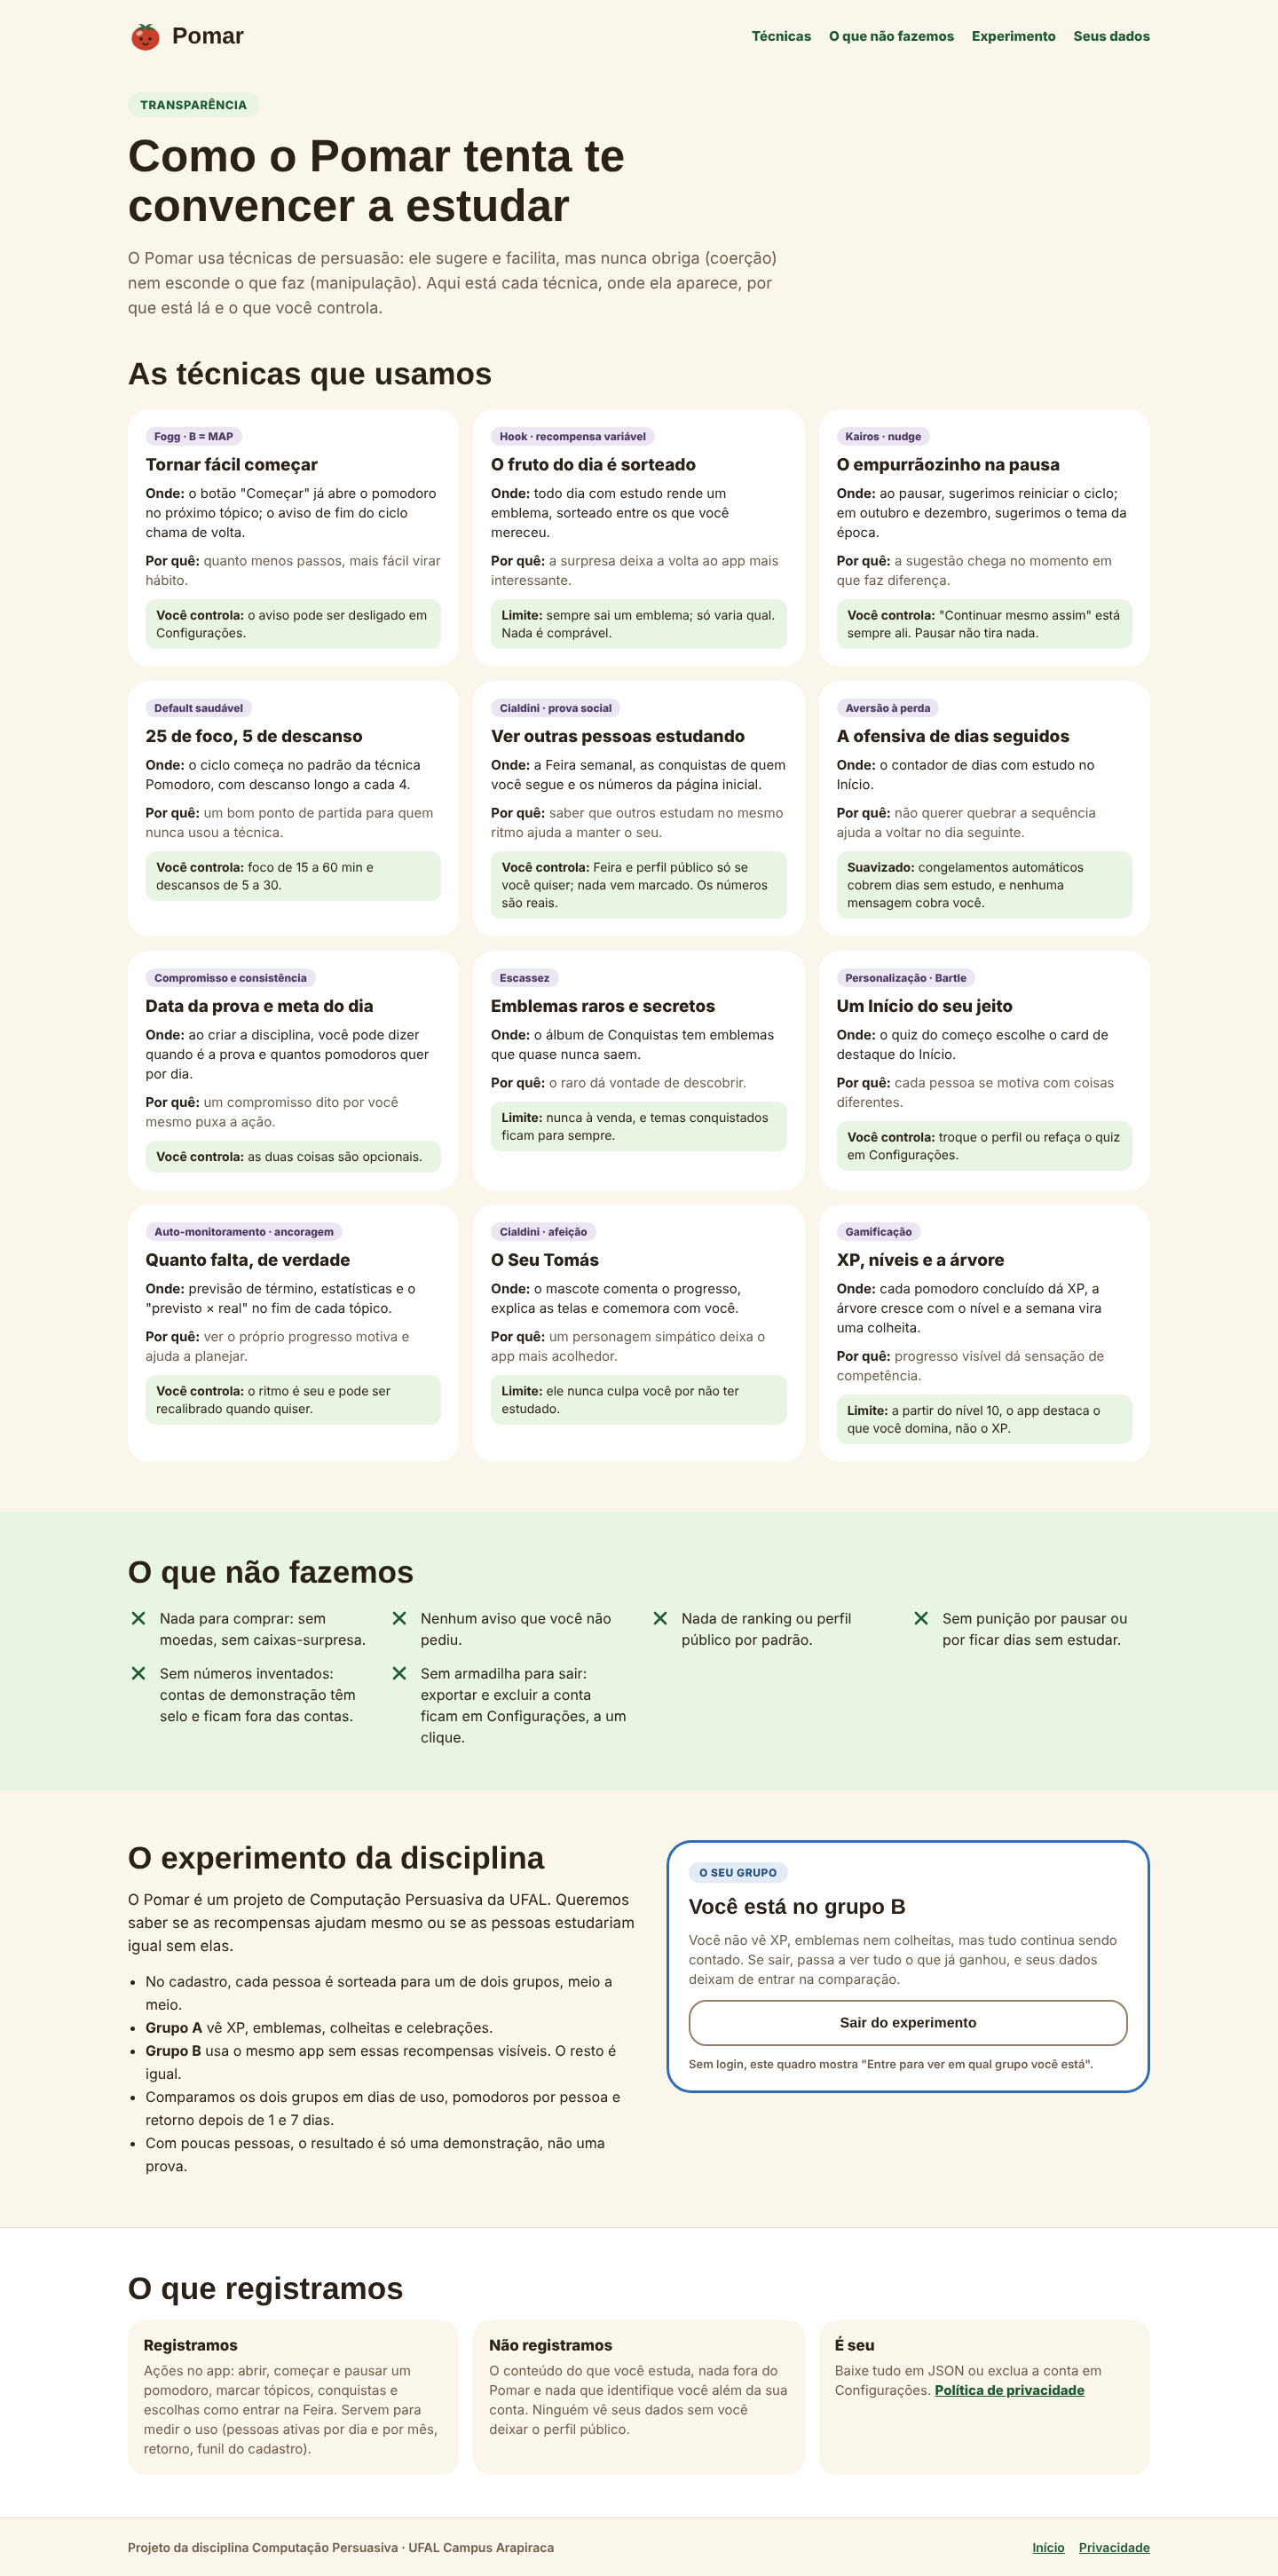 Pomar
Técnicas
O que não fazemos
Experimento
Seus dados
TRANSPARÊNCIA
Como o Pomar tenta te
convencer a estudar
O Pomar usa técnicas de persuasão: ele sugere e facilita, mas nunca obriga (coerção)
nem esconde o que faz (manipulação). Aqui está cada técnica, onde ela aparece, por
que está lá e o que você controla.
As técnicas que usamos
Fogg · B = MAP
Tornar fácil começar
Onde: o botão "Começar" já abre o pomodoro
no próximo tópico; o aviso de fim do ciclo
chama de volta.
Por quê: quanto menos passos, mais fácil virar
hábito.
Você controla: o aviso pode ser desligado em
Configurações.
Hook · recompensa variável
O fruto do dia é sorteado
Onde: todo dia com estudo rende um
emblema, sorteado entre os que você
mereceu.
Por quê: a surpresa deixa a volta ao app mais
interessante.
Limite: sempre sai um emblema; só varia qual.
Nada é comprável.
Kairos · nudge
O empurrãozinho na pausa
Onde: ao pausar, sugerimos reiniciar o ciclo;
em outubro e dezembro, sugerimos o tema da
época.
Por quê: a sugestão chega no momento em
que faz diferença.
Você controla: "Continuar mesmo assim" está
sempre ali. Pausar não tira nada.
Default saudável
25 de foco, 5 de descanso
Onde: o ciclo começa no padrão da técnica
Pomodoro, com descanso longo a cada 4.
Por quê: um bom ponto de partida para quem
nunca usou a técnica.
Você controla: foco de 15 a 60 min e
descansos de 5 a 30.
Cialdini · prova social
Ver outras pessoas estudando
Onde: a Feira semanal, as conquistas de quem
você segue e os números da página inicial.
Por quê: saber que outros estudam no mesmo
ritmo ajuda a manter o seu.
Você controla: Feira e perfil público só se
você quiser; nada vem marcado. Os números
são reais.
Aversão à perda
A ofensiva de dias seguidos
Onde: o contador de dias com estudo no
Início.
Por quê: não querer quebrar a sequência
ajuda a voltar no dia seguinte.
Suavizado: congelamentos automáticos
cobrem dias sem estudo, e nenhuma
mensagem cobra você.
Compromisso e consistência
Data da prova e meta do dia
Onde: ao criar a disciplina, você pode dizer
quando é a prova e quantos pomodoros quer
por dia.
Por quê: um compromisso dito por você
mesmo puxa a ação.
Você controla: as duas coisas são opcionais.
Escassez
Emblemas raros e secretos
Onde: o álbum de Conquistas tem emblemas
que quase nunca saem.
Por quê: o raro dá vontade de descobrir.
Limite: nunca à venda, e temas conquistados
ficam para sempre.
Personalização · Bartle
Um Início do seu jeito
Onde: o quiz do começo escolhe o card de
destaque do Início.
Por quê: cada pessoa se motiva com coisas
diferentes.
Você controla: troque o perfil ou refaça o quiz
em Configurações.
Auto-monitoramento · ancoragem
Quanto falta, de verdade
Onde: previsão de término, estatísticas e o
"previsto × real" no fim de cada tópico.
Por quê: ver o próprio progresso motiva e
ajuda a planejar.
Você controla: o ritmo é seu e pode ser
recalibrado quando quiser.
Cialdini · afeição
O Seu Tomás
Onde: o mascote comenta o progresso,
explica as telas e comemora com você.
Por quê: um personagem simpático deixa o
app mais acolhedor.
Limite: ele nunca culpa você por não ter
estudado.
Gamificação
XP, níveis e a árvore
Onde: cada pomodoro concluído dá XP, a
árvore cresce com o nível e a semana vira
uma colheita.
Por quê: progresso visível dá sensação de
competência.
Limite: a partir do nível 10, o app destaca o
que você domina, não o XP.
O que não fazemos
Nada para comprar: sem
moedas, sem caixas-surpresa.
Nenhum aviso que você não
pediu.
Nada de ranking ou perfil
público por padrão.
Sem punição por pausar ou
por ficar dias sem estudar.
Sem números inventados:
contas de demonstração têm
selo e ficam fora das contas.
Sem armadilha para sair:
exportar e excluir a conta
ficam em Configurações, a um
clique.
O experimento da disciplina
O Pomar é um projeto de Computação Persuasiva da UFAL. Queremos
saber se as recompensas ajudam mesmo ou se as pessoas estudariam
igual sem elas.
• No cadastro, cada pessoa é sorteada para um de dois grupos, meio a
meio.
• Grupo A vê XP, emblemas, colheitas e celebrações.
• Grupo B usa o mesmo app sem essas recompensas visíveis. O resto é
igual.
• Comparamos os dois grupos em dias de uso, pomodoros por pessoa e
retorno depois de 1 e 7 dias.
• Com poucas pessoas, o resultado é só uma demonstração, não uma
prova.
O SEU GRUPO
Você está no grupo B
Você não vê XP, emblemas nem colheitas, mas tudo continua sendo
contado. Se sair, passa a ver tudo o que já ganhou, e seus dados
deixam de entrar na comparação.
Sair do experimento
Sem login, este quadro mostra "Entre para ver em qual grupo você está".
O que registramos
Registramos
Ações no app: abrir, começar e pausar um
pomodoro, marcar tópicos, conquistas e
escolhas como entrar na Feira. Servem para
medir o uso (pessoas ativas por dia e por mês,
retorno, funil do cadastro).
Não registramos
O conteúdo do que você estuda, nada fora do
Pomar e nada que identifique você além da sua
conta. Ninguém vê seus dados sem você
deixar o perfil público.
É seu
Baixe tudo em JSON ou exclua a conta em
Configurações. Política de privacidade
Projeto da disciplina Computação Persuasiva · UFAL Campus Arapiraca
Início
Privacidade